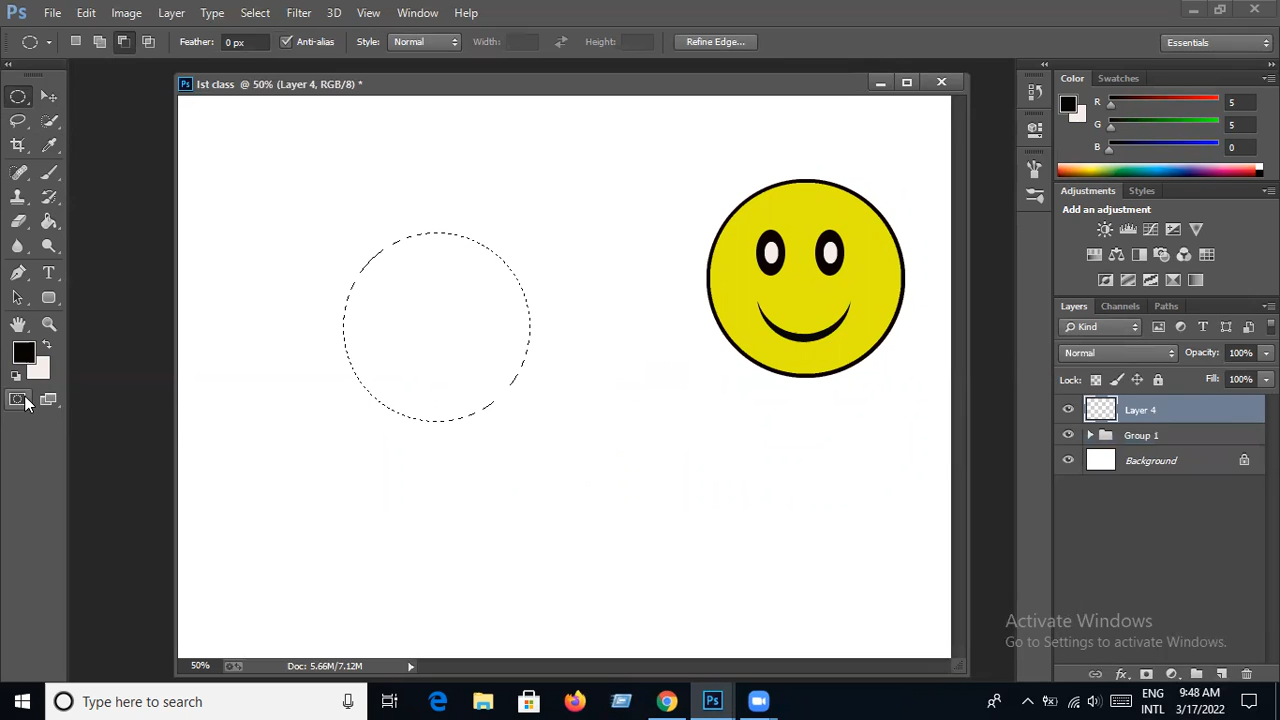 Ps File Edit Image Layer Type Select Filter 3D View Window Help
Feather: 0 px Anti-alias Style: Normal Width: Height: Refine Edge... Essentials
Ps Ist class @ 50% (Layer 4, RGB/8) *
Color Swatches
R 5
G 5
B 0
Adjustments Styles
Add an adjustment
Layers Channels Paths
Kind
Normal Opacity: 100%
Lock: Fill: 100%
Layer 4
Group 1
Background
Activate Windows
Go to Settings to activate Windows.
50% Doc: 5.66M/7.12M
Type here to search
Ps
ENG
INTL
9:48 AM
3/17/2022